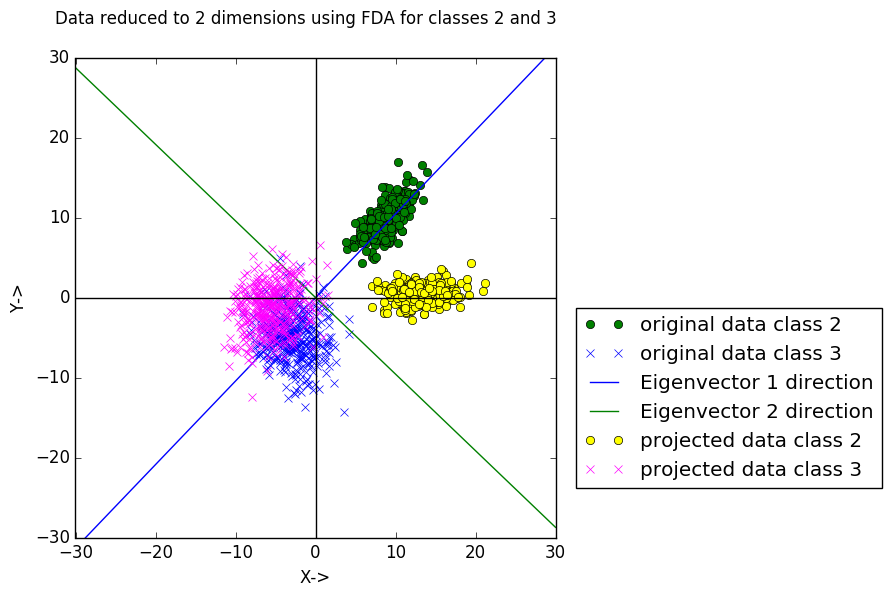 Data reduced to 2 dimensions using FDA for classes 2 and 3
30
20
10
0
−10
−20
−30
Y->
−30 −20 −10 0 10 20 30
X->
original data class 2
original data class 3
Eigenvector 1 direction
Eigenvector 2 direction
projected data class 2
projected data class 3